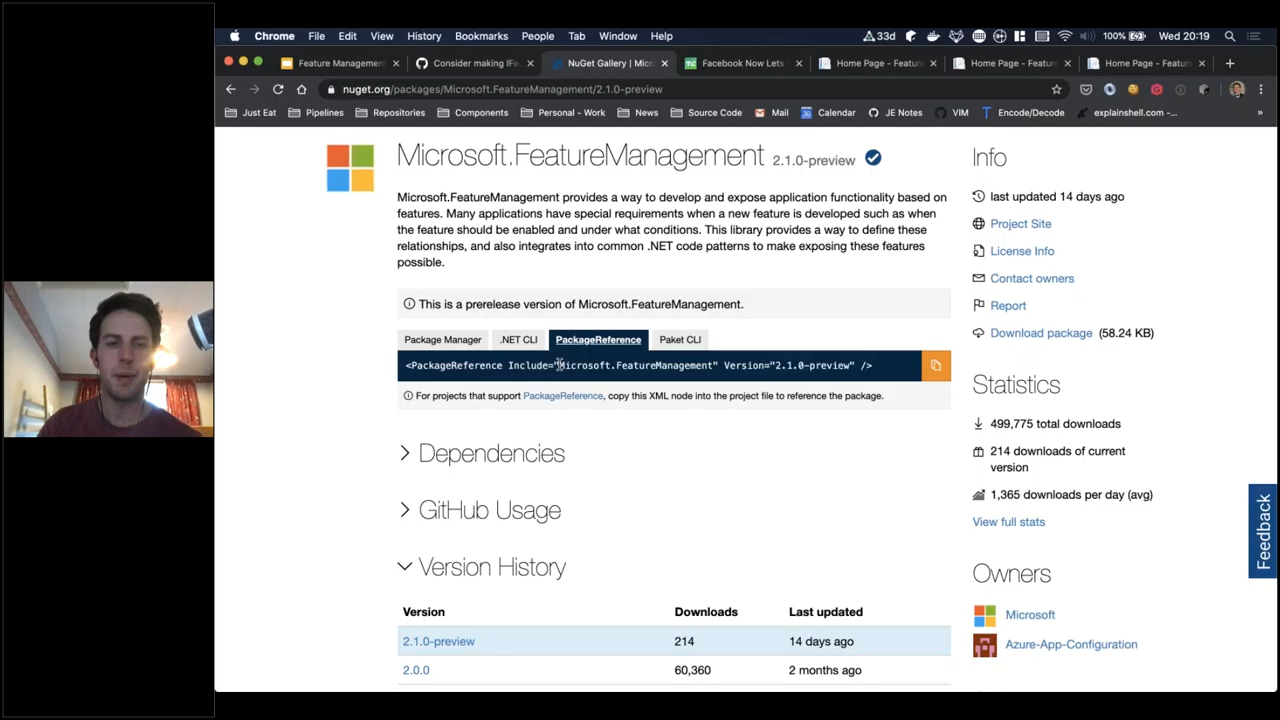 Chrome File Edit View History Bookmarks People Tab Window Help 33d 100% Wed 20:19
Feature Management Consider making IFea NuGet Gallery | Micr Facebook Now Lets Home Page - Feature Home Page - Feature Home Page - Feature
nuget.org/packages/Microsoft.FeatureManagement/2.1.0-preview
Just Eat Pipelines Repositories Components Personal - Work News Source Code Mail Calendar JE Notes VIM Encode/Decode explainshell.com -...
Microsoft.FeatureManagement 2.1.0-preview
Microsoft.FeatureManagement provides a way to develop and expose application functionality based on
features. Many applications have special requirements when a new feature is developed such as when
the feature should be enabled and under what conditions. This library provides a way to define these
relationships, and also integrates into common .NET code patterns to make exposing these features
possible.
This is a prerelease version of Microsoft.FeatureManagement.
Package Manager .NET CLI PackageReference Paket CLI
<PackageReference Include="Microsoft.FeatureManagement" Version="2.1.0-preview" />
For projects that support PackageReference, copy this XML node into the project file to reference the package.
Dependencies
GitHub Usage
Version History
Version Downloads Last updated
2.1.0-preview 214 14 days ago
2.0.0 60,360 2 months ago
Info
last updated 14 days ago
Project Site
License Info
Contact owners
Report
Download package (58.24 KB)
Statistics
499,775 total downloads
214 downloads of current
version
1,365 downloads per day (avg)
View full stats
Owners
Microsoft
Azure-App-Configuration
Feedback